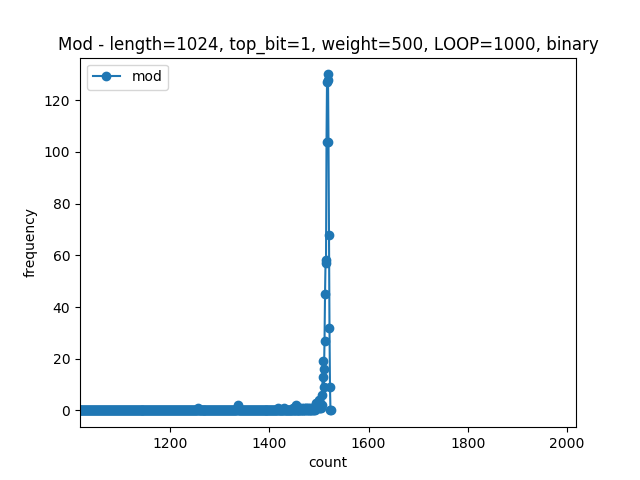 Mod - length=1024, top_bit=1, weight=500, LOOP=1000, binary
mod
120
100
80
60
40
20
0
frequency
1200 1400 1600 1800 2000
count